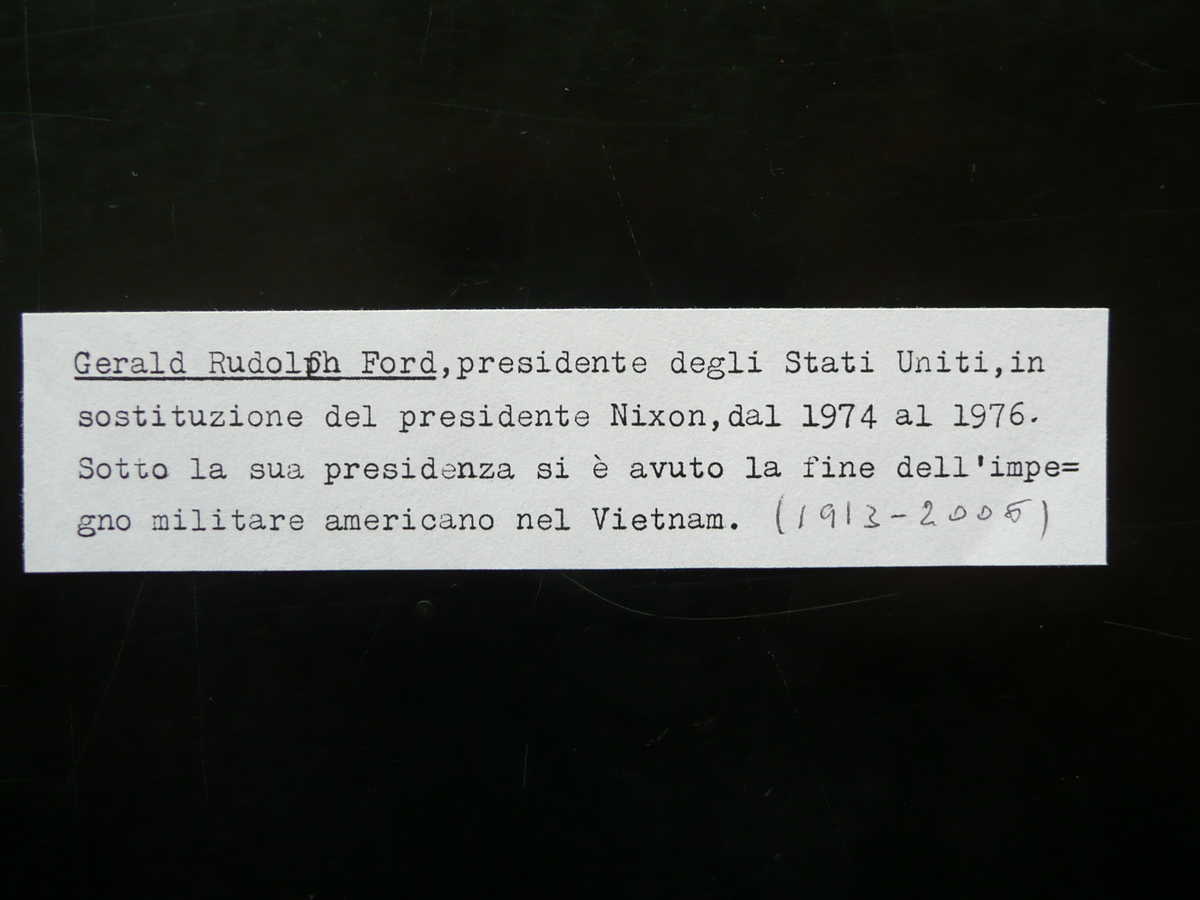 Gerald Rudolph Ford,presidente degli Stati Uniti,in
sostituzione del presidente Nixon,dal 1974 al 1976.
Sotto la sua presidenza si è avuto la fine dell'impe=
gno militare americano nel Vietnam. (1913-2006)